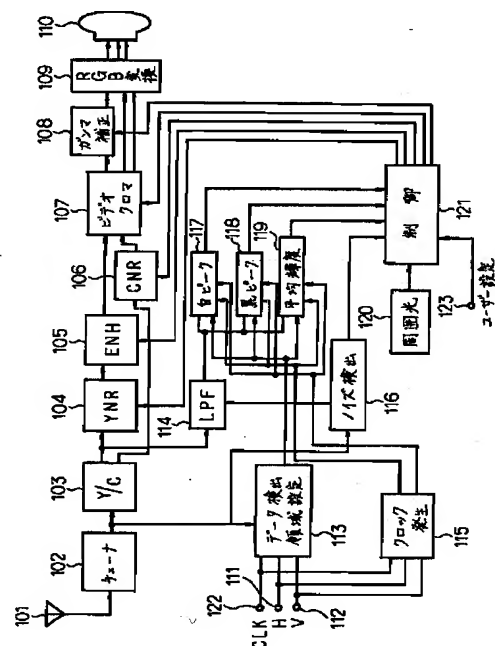 101
102
チューナ
103
Y/C
104
YNR
105
ENH
106
CNR
107
ビデオ
クロマ
108
ガンマ
補正
109
RGB変換
110
114
LPF
117
白ピーク
118
黒ピーク
119
平均輝度
113
データ検出
領域設定
116
ノイズ検出
115
クロック
発生
120
周囲光
121
制御
123
ユーザー設定
122
CLK
111
H
112
V